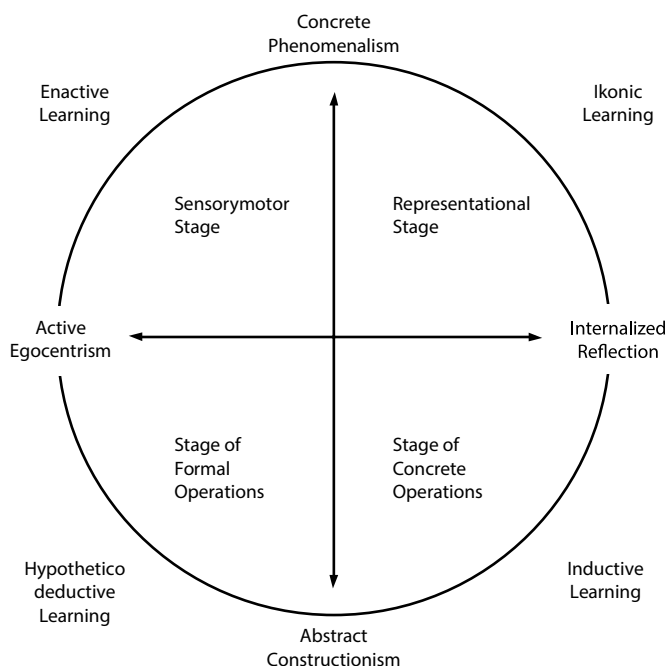 Concrete
Phenomenalism
Enactive
Learning
Ikonic
Learning
Sensorymotor
Stage
Representational
Stage
Active
Egocentrism
Internalized
Reflection
Stage of
Formal
Operations
Stage of
Concrete
Operations
Hypothetico
deductive
Learning
Inductive
Learning
Abstract
Constructionism